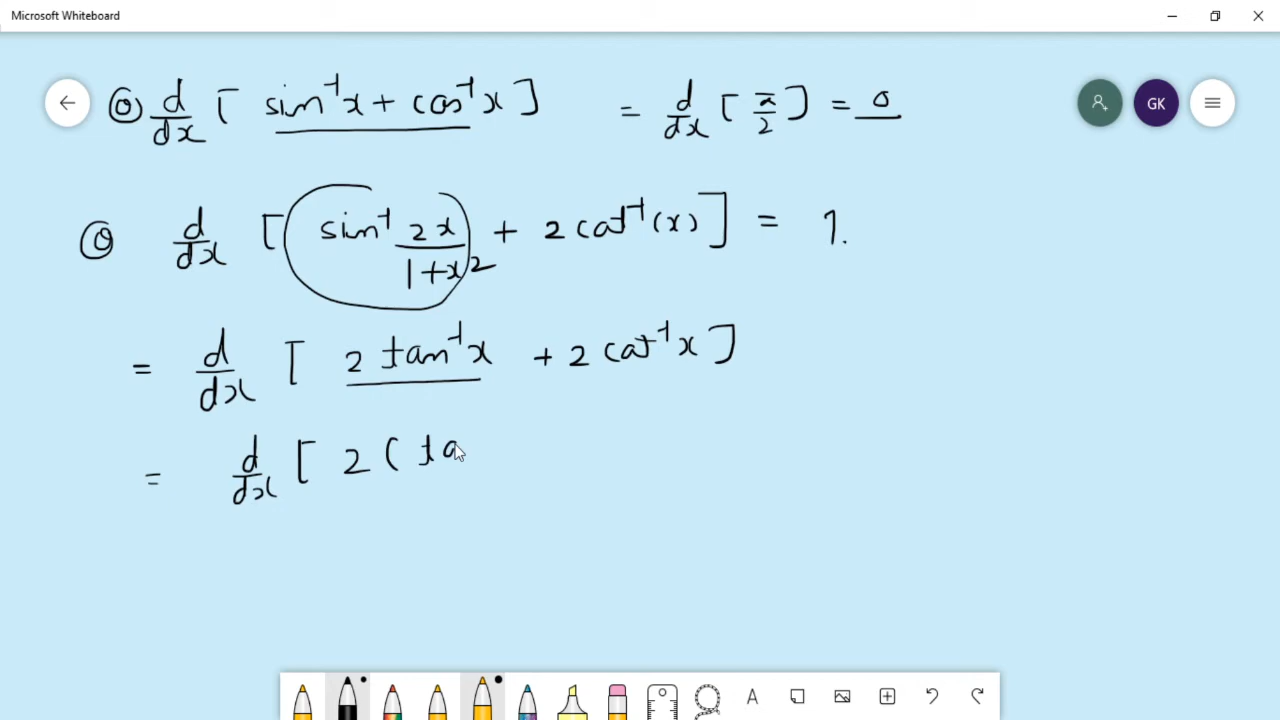 Microsoft Whiteboard
⊙ d/dx [ sin⁻¹x + cos⁻¹x ] = d/dx [ π/2 ] = 0
GK
⊙ d/dx [ sin⁻¹ 2x/1+x² + 2 cot⁻¹(x) ] = ?.
= d/dx [ 2 tan⁻¹x + 2 cot⁻¹x ]
= d/dx [ 2 ( ta
A